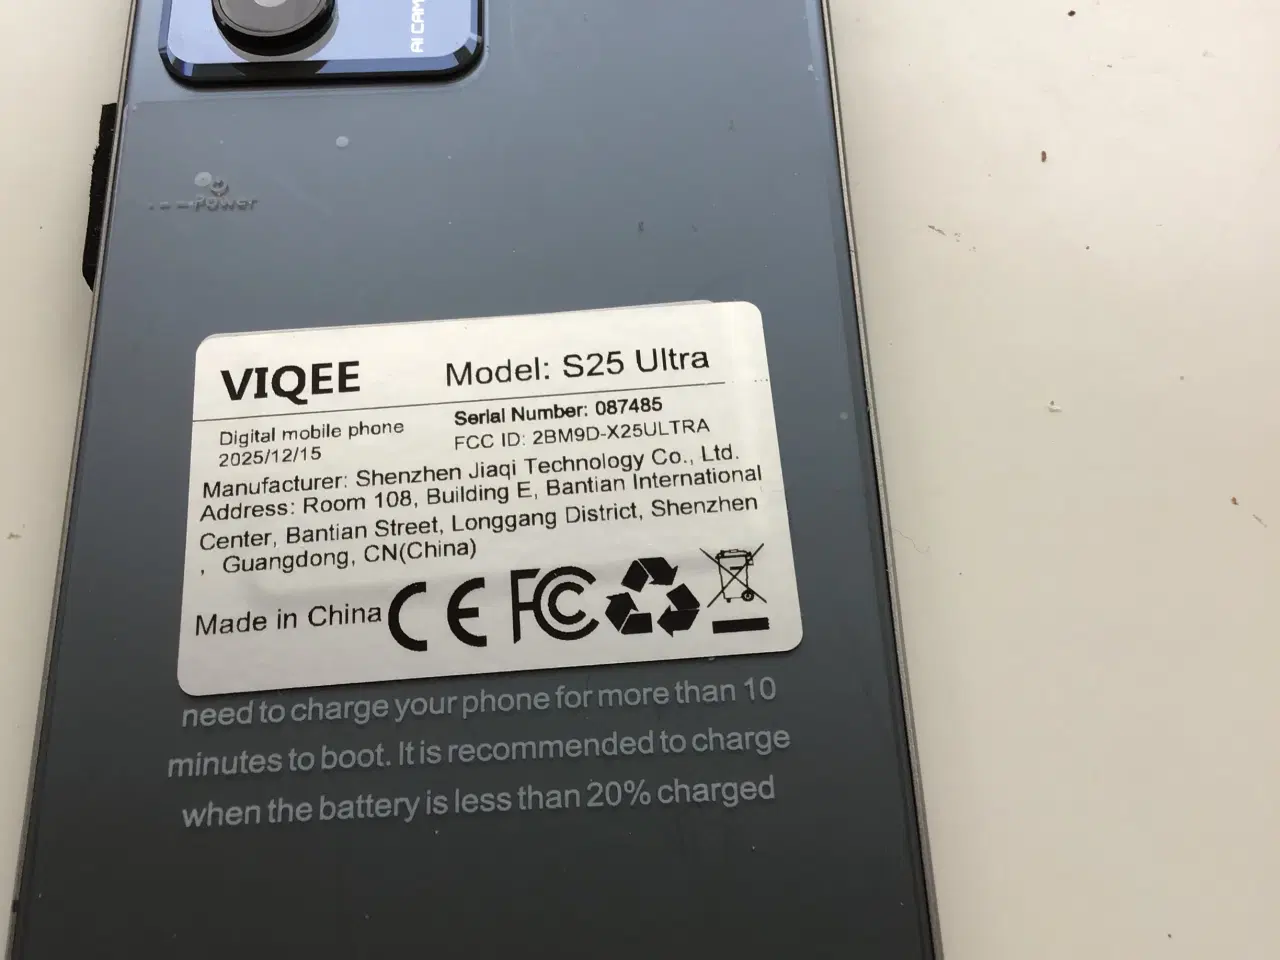 AI CAM
Power
VIQEE
Model: S25 Ultra
Digital mobile phone
2025/12/15
Serial Number: 087485
FCC ID: 2BM9D-X25ULTRA
Manufacturer: Shenzhen Jiaqi Technology Co., Ltd.
Address: Room 108, Building E, Bantian International
Center, Bantian Street, Longgang District, Shenzhen
, Guangdong, CN(China)
Made in China CE FC
need to charge your phone for more than 10
minutes to boot. It is recommended to charge
when the battery is less than 20% charged